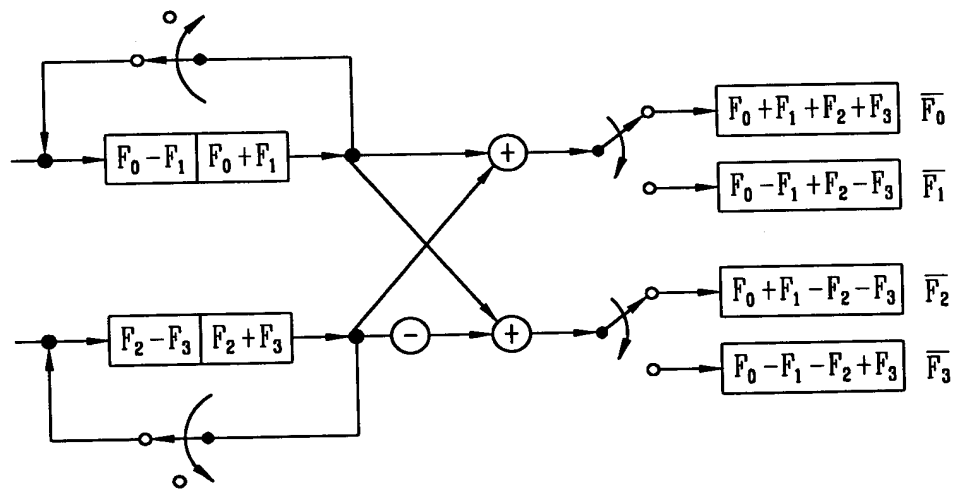 F₀+F₁+F₂+F₃ F̅₀
F₀−F₁ F₀+F₁ +
F₀−F₁+F₂−F₃ F̅₁
F₀+F₁−F₂−F₃ F̅₂
F₂−F₃ F₂+F₃ − +
F₀−F₁−F₂+F₃ F̅₃